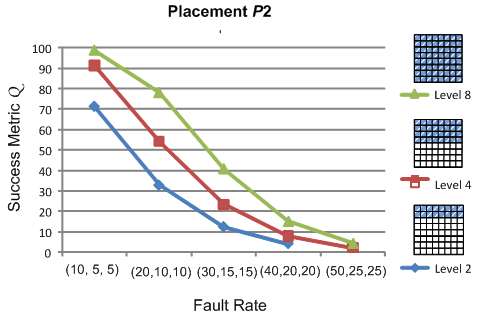 Placement P2
Success Metric Q.
100
90
80
70
60
50
40
30
20
10
0
(10, 5, 5) (20,10,10) (30,15,15) (40,20,20) (50,25,25)
Fault Rate
Level 8
Level 4
Level 2